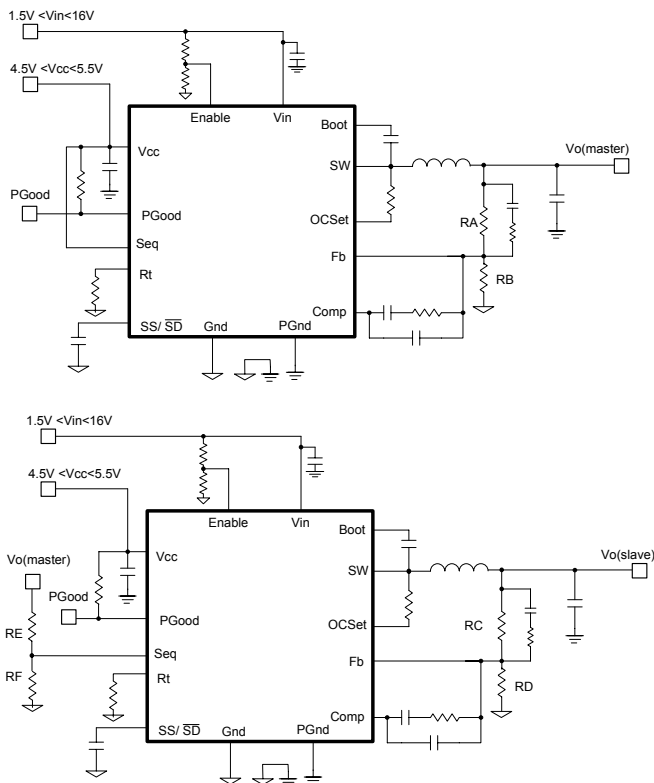 1.5V <Vin<16V
4.5V <Vcc<5.5V
Enable
Vin
Boot
Vcc
Vo(master)
SW
PGood
PGood
OCSet
RA
Seq
Fb
Rt
RB
Comp
SS/ SD
Gnd
PGnd
1.5V <Vin<16V
4.5V <Vcc<5.5V
Enable
Vin
Boot
Vo(master)
Vcc
Vo(slave)
SW
PGood
PGood
OCSet
RE
RC
Seq
Fb
RF
Rt
RD
Comp
SS/ SD
Gnd
PGnd